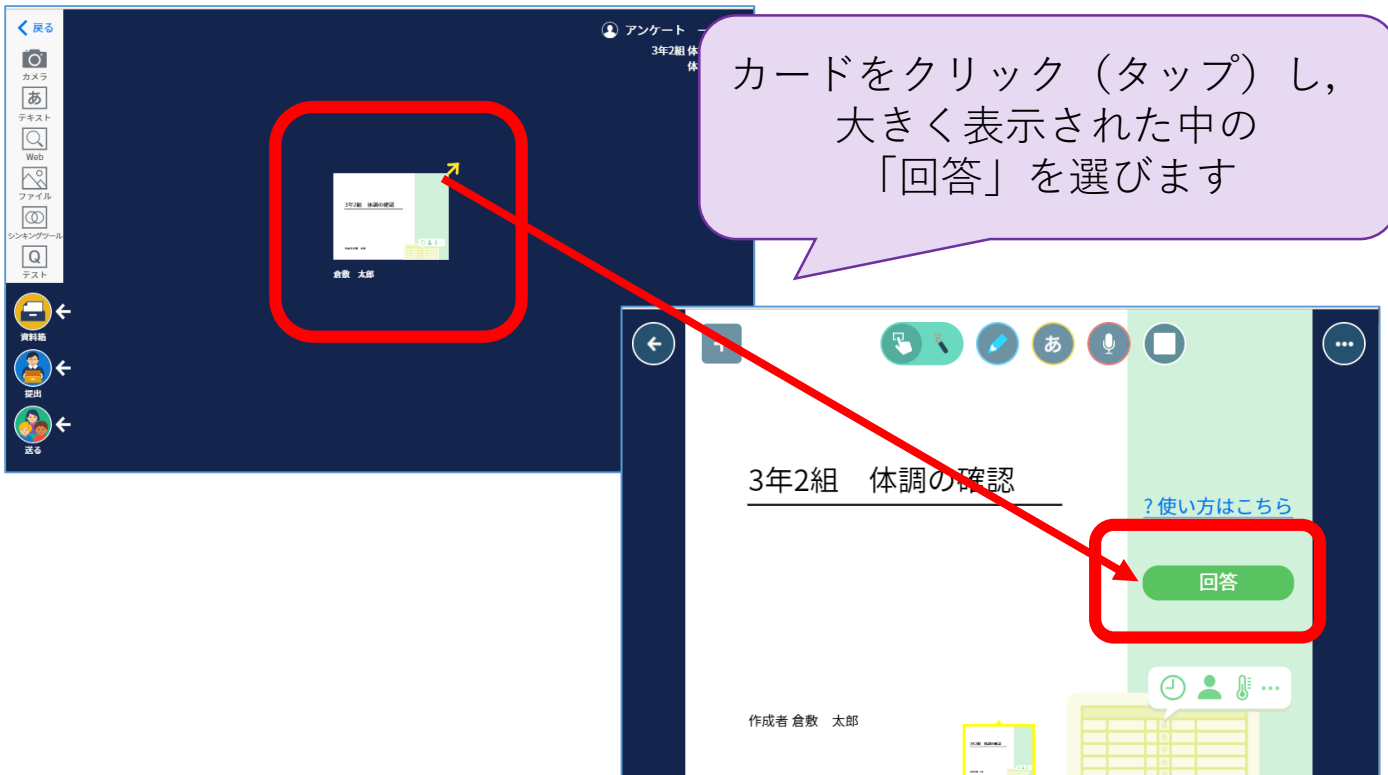 戻る
カメラ
あ
テキスト
Web
ファイル
シンキングツール
Q
テスト
資料箱
提出
送る
アンケート
3年2組 体
体
3年2組 体調の確認
倉敷 太郎
カードをクリック（タップ）し，
大きく表示された中の
「回答」を選びます
あ
3年2組 体調の確認
?使い方はこちら
回答
作成者 倉敷 太郎